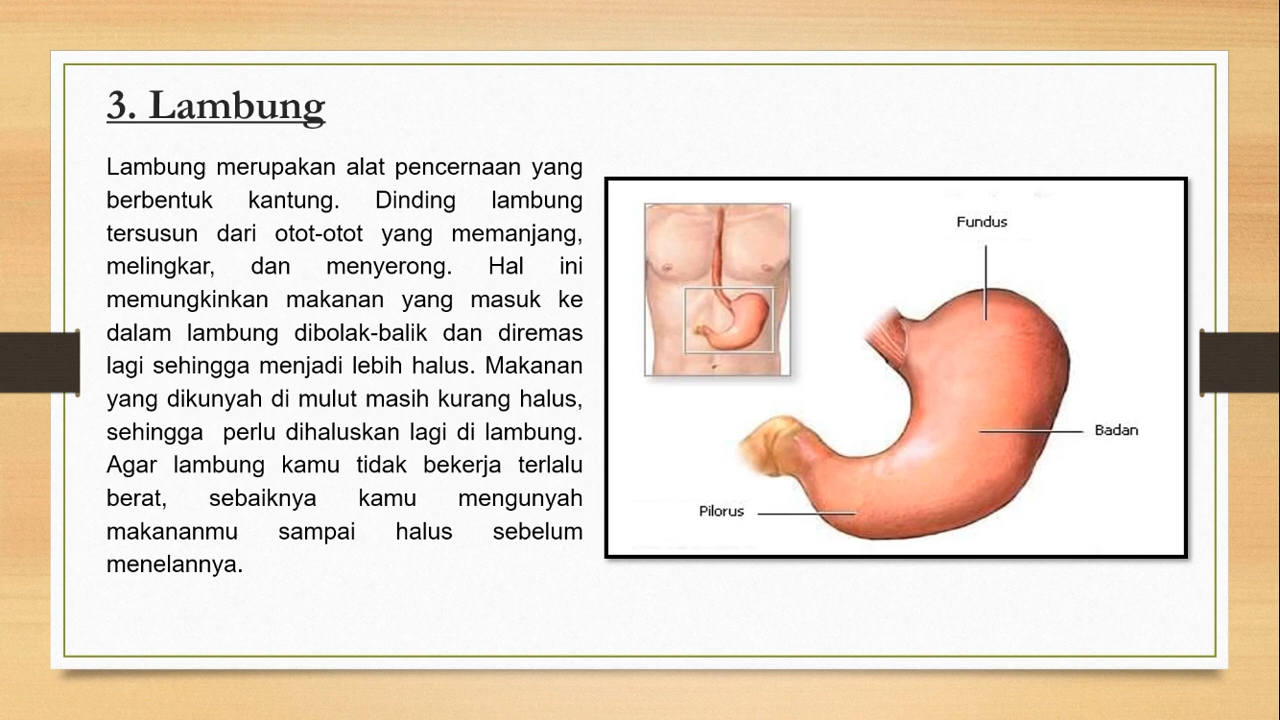 3. Lambung
Lambung merupakan alat pencernaan yang
berbentuk kantung. Dinding lambung
tersusun dari otot-otot yang memanjang,
melingkar, dan menyerong. Hal ini
memungkinkan makanan yang masuk ke
dalam lambung dibolak-balik dan diremas
lagi sehingga menjadi lebih halus. Makanan
yang dikunyah di mulut masih kurang halus,
sehingga perlu dihaluskan lagi di lambung.
Agar lambung kamu tidak bekerja terlalu
berat, sebaiknya kamu mengunyah
makananmu sampai halus sebelum
menelannya.
Fundus
Badan
Pilorus